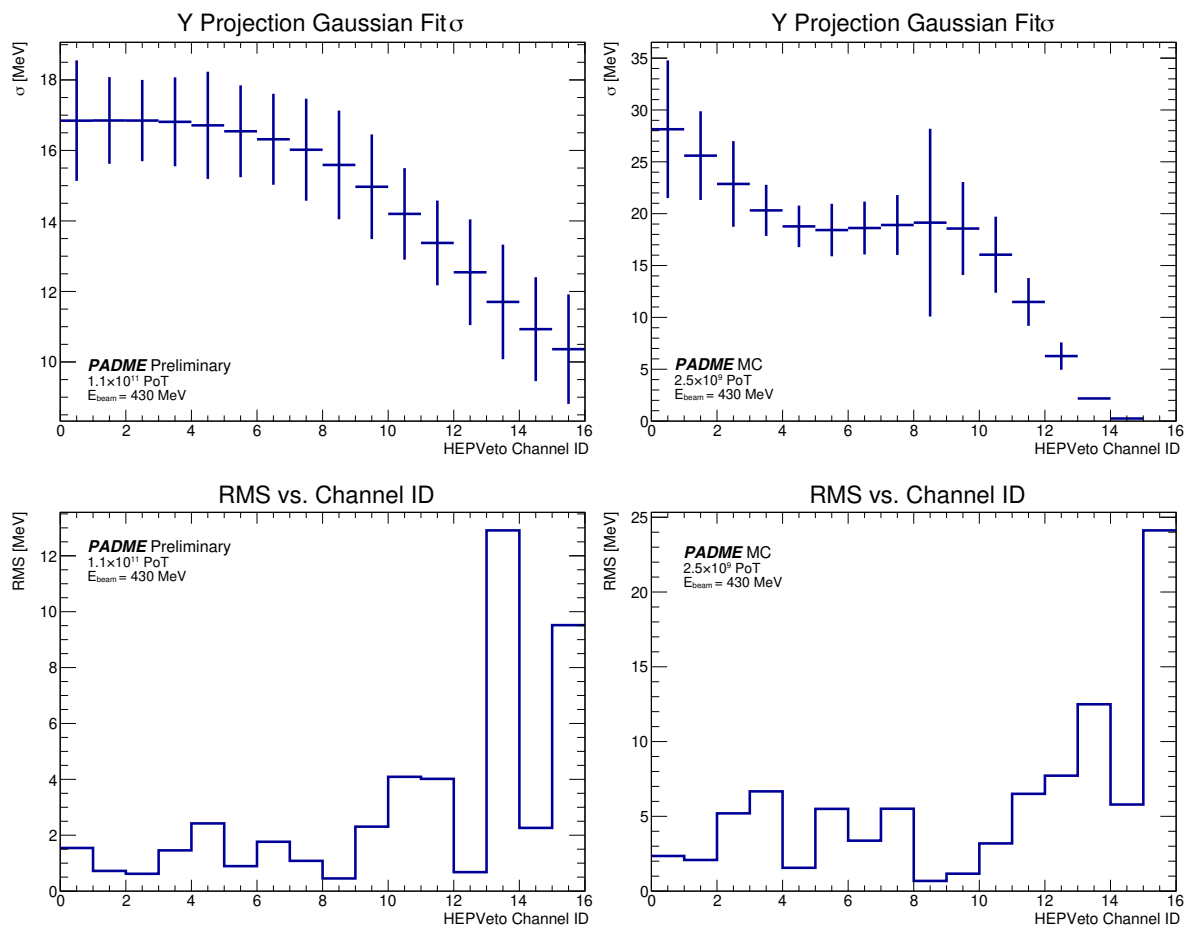 Y Projection Gaussian Fit σ
σ [MeV]
18
16
14
12
10
PADME Preliminary
1.1×10¹¹ PoT
E_beam = 430 MeV
0 2 4 6 8 10 12 14 16
HEPVeto Channel ID
Y Projection Gaussian Fit σ
σ [MeV]
35
30
25
20
15
10
5
0
PADME MC
2.5×10⁹ PoT
E_beam = 430 MeV
0 2 4 6 8 10 12 14 16
HEPVeto Channel ID
RMS vs. Channel ID
RMS [MeV]
12
10
8
6
4
2
0
PADME Preliminary
1.1×10¹¹ PoT
E_beam = 430 MeV
0 2 4 6 8 10 12 14 16
HEPVeto Channel ID
RMS vs. Channel ID
RMS [MeV]
25
20
15
10
5
0
PADME MC
2.5×10⁹ PoT
E_beam = 430 MeV
0 2 4 6 8 10 12 14 16
HEPVeto Channel ID